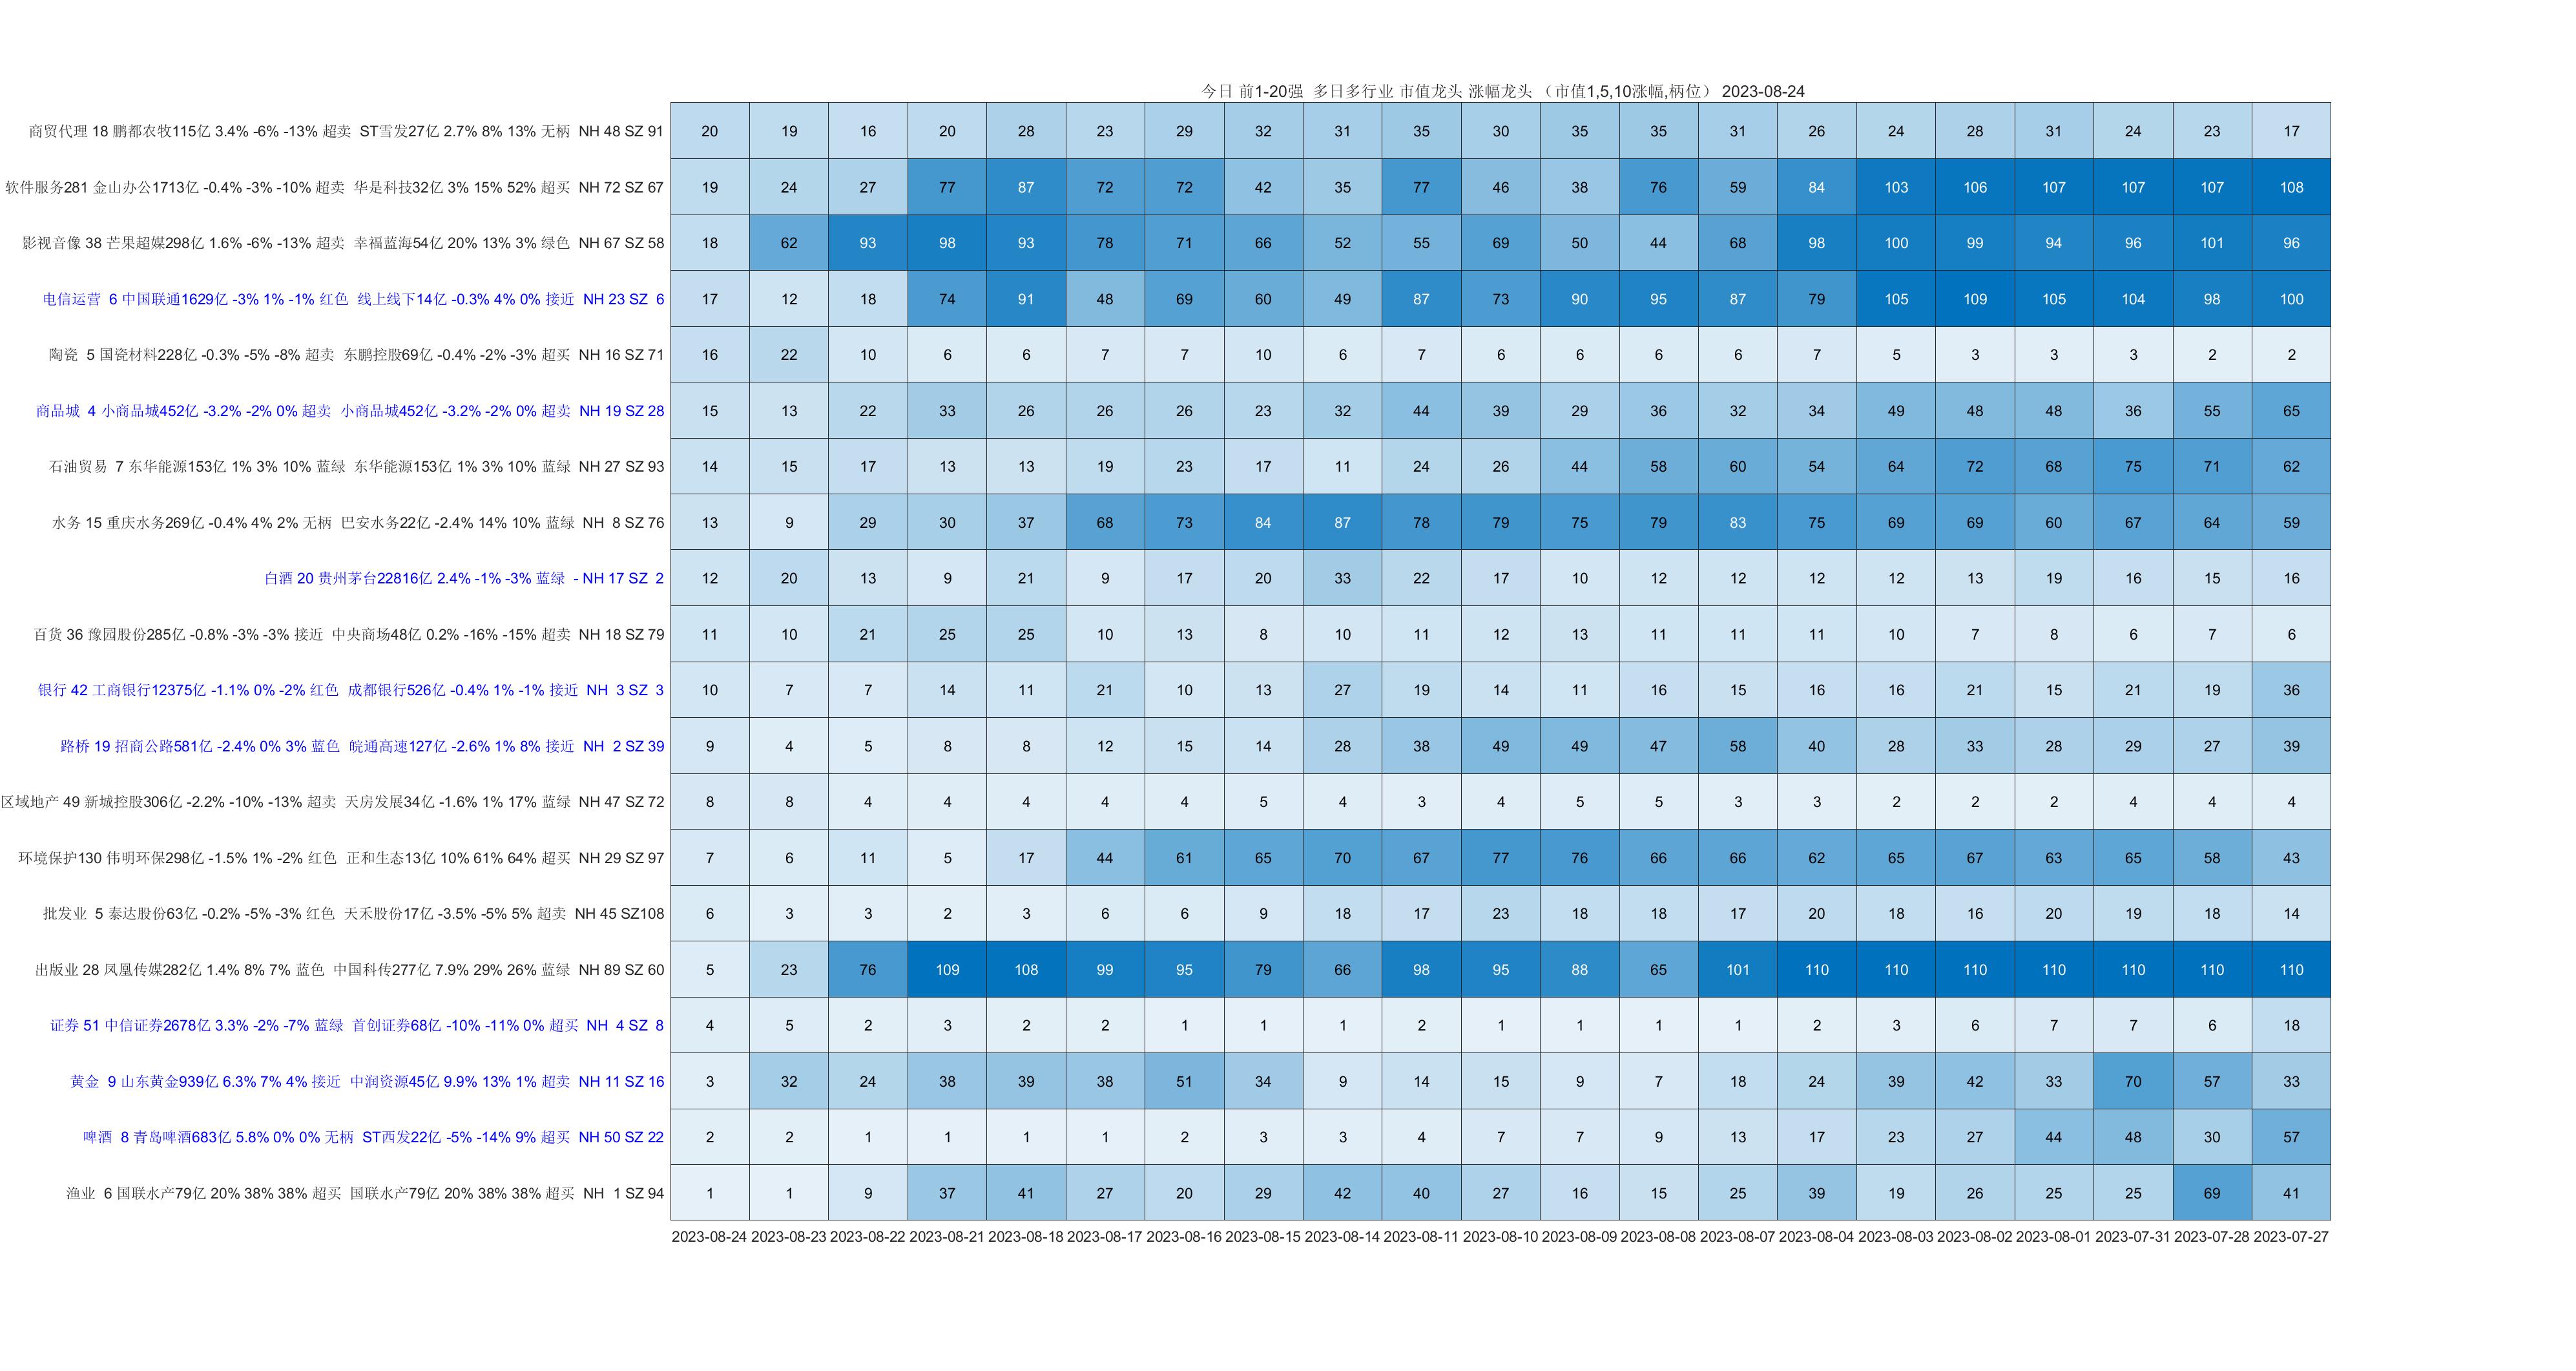 今日 前1-20强 多日多行业 市值龙头 涨幅龙头 （市值1,5,10涨幅,柄位） 2023-08-24
商贸代理 18 鹏都农牧115亿 3.4% -6% -13% 超卖 ST雪发27亿 2.7% 8% 13% 无柄 NH 48 SZ 91 20 19 16 20 28 23 29 32 31 35 30 35 35 31 26 24 28 31 24 23 17
软件服务281 金山办公1713亿 -0.4% -3% -10% 超卖 华是科技32亿 3% 15% 52% 超买 NH 72 SZ 67 19 24 27 77 87 72 72 42 35 77 46 38 76 59 84 103 106 107 107 107 108
影视音像 38 芒果超媒298亿 1.6% -6% -13% 超卖 幸福蓝海54亿 20% 13% 3% 绿色 NH 67 SZ 58 18 62 93 98 93 78 71 66 52 55 69 50 44 68 98 100 99 94 96 101 96
电信运营 6 中国联通1629亿 -3% 1% -1% 红色 线上线下14亿 -0.3% 4% 0% 接近 NH 23 SZ 6 17 12 18 74 91 48 69 60 49 87 73 90 95 87 79 105 109 105 104 98 100
陶瓷 5 国瓷材料228亿 -0.3% -5% -8% 超卖 东鹏控股69亿 -0.4% -2% -3% 超买 NH 16 SZ 71 16 22 10 6 6 7 7 10 6 7 6 6 6 6 7 5 3 3 3 2 2
商品城 4 小商品城452亿 -3.2% -2% 0% 超卖 小商品城452亿 -3.2% -2% 0% 超卖 NH 19 SZ 28 15 13 22 33 26 26 26 23 32 44 39 29 36 32 34 49 48 48 36 55 65
石油贸易 7 东华能源153亿 1% 3% 10% 蓝绿 东华能源153亿 1% 3% 10% 蓝绿 NH 27 SZ 93 14 15 17 13 13 19 23 17 11 24 26 44 58 60 54 64 72 68 75 71 62
水务 15 重庆水务269亿 -0.4% 4% 2% 无柄 巴安水务22亿 -2.4% 14% 10% 蓝绿 NH 8 SZ 76 13 9 29 30 37 68 73 84 87 78 79 75 79 83 75 69 69 60 67 64 59
白酒 20 贵州茅台22816亿 2.4% -1% -3% 蓝绿 - NH 17 SZ 2 12 20 13 9 21 9 17 20 33 22 17 10 12 12 12 12 13 19 16 15 16
百货 36 豫园股份285亿 -0.8% -3% -3% 接近 中央商场48亿 0.2% -16% -15% 超卖 NH 18 SZ 79 11 10 21 25 25 10 13 8 10 11 12 13 11 11 11 10 7 8 6 7 6
银行 42 工商银行12375亿 -1.1% 0% -2% 红色 成都银行526亿 -0.4% 1% -1% 接近 NH 3 SZ 3 10 7 7 14 11 21 10 13 27 19 14 11 16 15 16 16 21 15 21 19 36
路桥 19 招商公路581亿 -2.4% 0% 3% 蓝色 皖通高速127亿 -2.6% 1% 8% 接近 NH 2 SZ 39 9 4 5 8 8 12 15 14 28 38 49 49 47 58 40 28 33 28 29 27 39
区域地产 49 新城控股306亿 -2.2% -10% -13% 超卖 天房发展34亿 -1.6% 1% 17% 蓝绿 NH 47 SZ 72 8 8 4 4 4 4 4 5 4 3 4 5 5 3 3 2 2 2 4 4 4
环境保护130 伟明环保298亿 -1.5% 1% -2% 红色 正和生态13亿 10% 61% 64% 超买 NH 29 SZ 97 7 6 11 5 17 44 61 65 70 67 77 76 66 66 62 65 67 63 65 58 43
批发业 5 泰达股份63亿 -0.2% -5% -3% 红色 天禾股份17亿 -3.5% -5% 5% 超卖 NH 45 SZ108 6 3 3 2 3 6 6 9 18 17 23 18 18 17 20 18 16 20 19 18 14
出版业 28 凤凰传媒282亿 1.4% 8% 7% 蓝色 中国科传277亿 7.9% 29% 26% 蓝绿 NH 89 SZ 60 5 23 76 109 108 99 95 79 66 98 95 88 65 101 110 110 110 110 110 110 110
证券 51 中信证券2678亿 3.3% -2% -7% 蓝绿 首创证券68亿 -10% -11% 0% 超买 NH 4 SZ 8 4 5 2 3 2 2 1 1 1 2 1 1 1 1 2 3 6 7 7 6 18
黄金 9 山东黄金939亿 6.3% 7% 4% 接近 中润资源45亿 9.9% 13% 1% 超卖 NH 11 SZ 16 3 32 24 38 39 38 51 34 9 14 15 9 7 18 24 39 42 33 70 57 33
啤酒 8 青岛啤酒683亿 5.8% 0% 0% 无柄 ST西发22亿 -5% -14% 9% 超买 NH 50 SZ 22 2 2 1 1 1 1 2 3 3 4 7 7 9 13 17 23 27 44 48 30 57
渔业 6 国联水产79亿 20% 38% 38% 超买 国联水产79亿 20% 38% 38% 超买 NH 1 SZ 94 1 1 9 37 41 27 20 29 42 40 27 16 15 25 39 19 26 25 25 69 41
2023-08-24 2023-08-23 2023-08-22 2023-08-21 2023-08-18 2023-08-17 2023-08-16 2023-08-15 2023-08-14 2023-08-11 2023-08-10 2023-08-09 2023-08-08 2023-08-07 2023-08-04 2023-08-03 2023-08-02 2023-08-01 2023-07-31 2023-07-28 2023-07-27